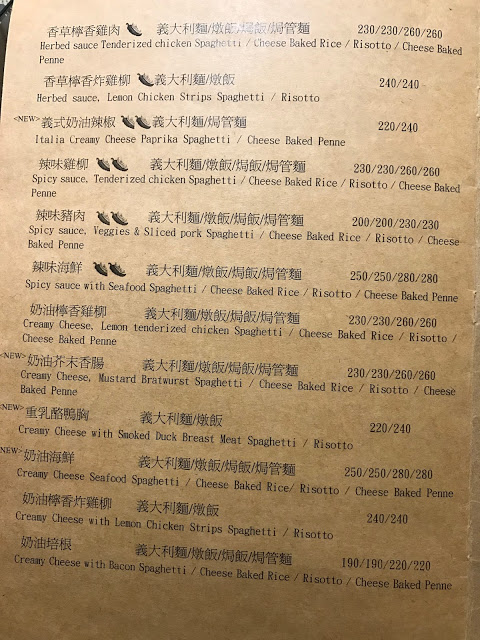 香草檸香雞肉 義大利麵/燉飯/焗飯/焗管麵 230/230/260/260
Herbed sauce Tenderized chicken Spaghetti / Cheese Baked Rice / Risotto / Cheese Baked
Penne
香草檸香炸雞柳 義大利麵/燉飯 240/240
Herbed sauce, Lemon Chicken Strips Spaghetti / Risotto
<NEW>義式奶油辣椒 義大利麵/焗管麵 220/240
Italia Creamy Cheese Paprika Spaghetti / Cheese Baked Penne
辣味雞柳 義大利麵/燉飯/焗飯/焗管麵 230/230/260/260
Spicy sauce, Tenderized chicken Spaghetti / Cheese Baked Rice / Risotto / Cheese Baked
Penne
辣味豬肉 義大利麵/燉飯/焗飯/焗管麵 200/200/230/230
Spicy sauce, Veggies & Sliced pork Spaghetti / Cheese Baked Rice / Risotto / Cheese
Baked Penne
辣味海鮮 義大利麵/燉飯/焗飯/焗管麵 250/250/280/280
Spicy sauce with Seafood Spaghetti / Cheese Baked Rice / Risotto / Cheese Baked Penne
奶油檸香雞柳 義大利麵/燉飯/焗飯/焗管麵 230/230/260/260
Creamy Cheese, Lemon tenderized chicken Spaghetti / Cheese Baked Rice / Risotto /
Cheese Baked Penne
<NEW>奶油芥末香腸 義大利麵/燉飯/焗飯/焗管麵 230/230/260/260
Creamy Cheese, Mustard Bratwurst Spaghetti / Cheese Baked Rice / Risotto / Cheese
Baked Penne
<NEW>重乳酪鴨胸 義大利麵/燉飯 220/240
Creamy Cheese with Smoked Duck Breast Meat Spaghetti / Risotto
<NEW>奶油海鮮 義大利麵/燉飯/焗飯/焗管麵 250/250/280/280
Creamy Cheese Seafood Spaghetti / Cheese Baked Rice/ Risotto / Cheese Baked Penne
奶油檸香炸雞柳 義大利麵/燉飯 240/240
Creamy Cheese with Lemon Chicken Strips Spaghetti / Risotto
奶油培根 義大利麵/燉飯/焗飯/焗管麵 190/190/220/220
Creamy Cheese with Bacon Spaghetti / Cheese Baked Rice / Risotto / Cheese Baked Penne